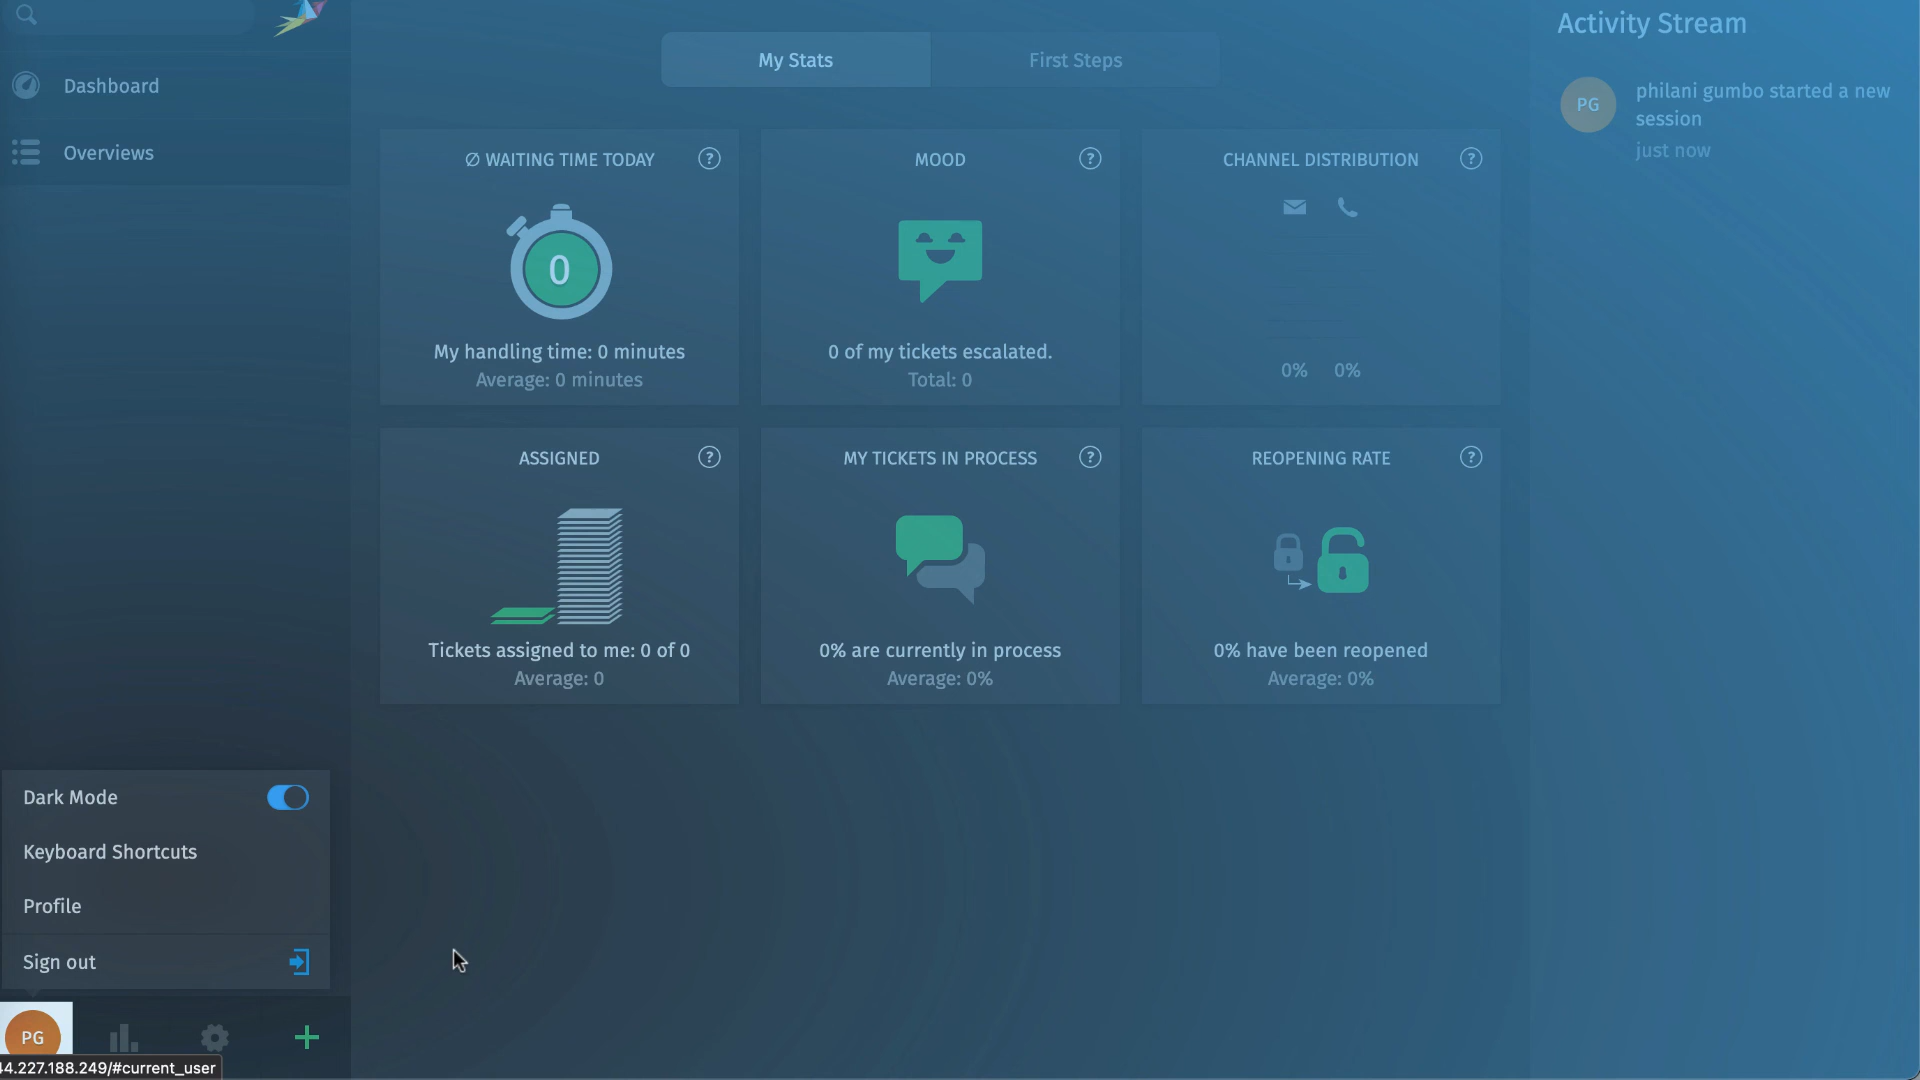 Dashboard
Overviews
My Stats
First Steps
Ø WAITING TIME TODAY
?
0
My handling time: 0 minutes
Average: 0 minutes
MOOD
?
0 of my tickets escalated.
Total: 0
CHANNEL DISTRIBUTION
?
0% 0%
ASSIGNED
?
Tickets assigned to me: 0 of 0
Average: 0
MY TICKETS IN PROCESS
?
0% are currently in process
Average: 0%
REOPENING RATE
?
0% have been reopened
Average: 0%
Activity Stream
PG
philani gumbo started a new
session
just now
Dark Mode
Keyboard Shortcuts
Profile
Sign out
PG
44.227.188.249/#current_user